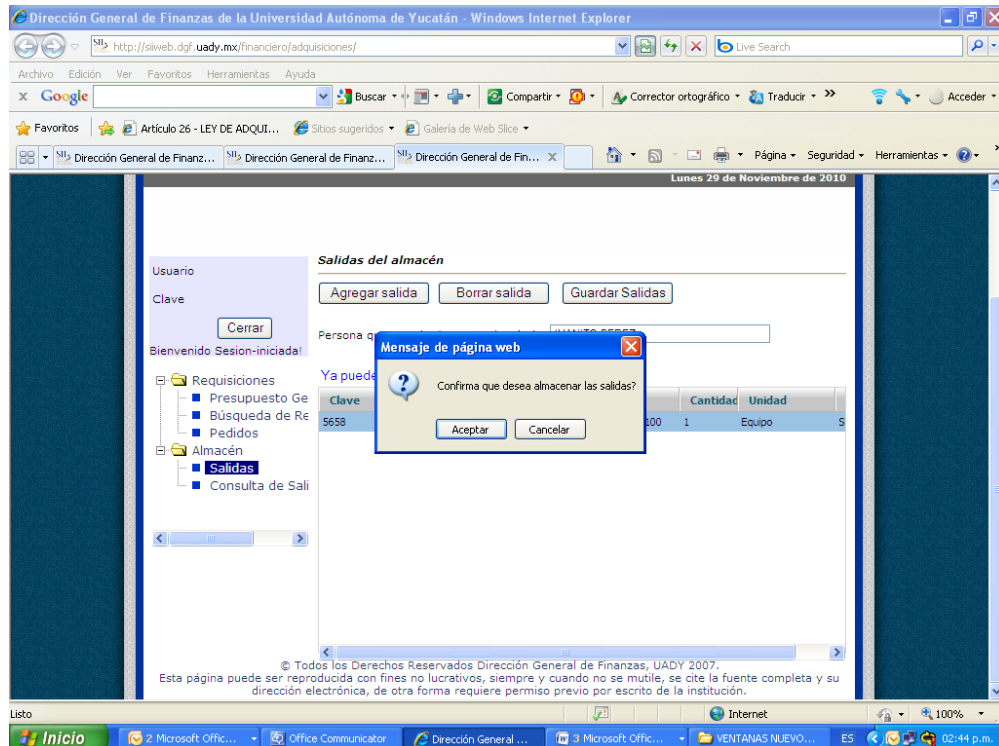 Dirección General de Finanzas de la Universidad Autónoma de Yucatán - Windows Internet Explorer
http://siiweb.dgf.uady.mx/financiero/adquisiciones/
Live Search
Archivo Edición Ver Favoritos Herramientas Ayuda
x Google Buscar Compartir Corrector ortográfico Traducir >> Acceder
Favoritos Artículo 26 - LEY DE ADQUI... Sitios sugeridos Galería de Web Slice
Dirección General de Finanz... Dirección General de Finanz... Dirección General de Fin... X Página Seguridad Herramientas
Lunes 29 de Noviembre de 2010
Salidas del almacén
Usuario
Clave
Cerrar
Bienvenido Sesion-iniciada!
Agregar salida Borrar salida Guardar Salidas
Persona q
Ya puede
Mensaje de página web
Confirma que desea almacenar las salidas?
Aceptar Cancelar
Clave Cantidad Unidad
5658 100 1 Equipo S
Requisiciones
Presupuesto Ge
Búsqueda de Re
Pedidos
Almacén
Salidas
Consulta de Sali
© Todos los Derechos Reservados Dirección General de Finanzas, UADY 2007.
Esta página puede ser reproducida con fines no lucrativos, siempre y cuando no se mutile, se cite la fuente completa y su
dirección electrónica, de otra forma requiere permiso previo por escrito de la institución.
Listo Internet 100%
Inicio 2 Microsoft Offic... Office Communicator Dirección General ... 3 Microsoft Offic... VENTANAS NUEVO... ES 02:44 p.m.